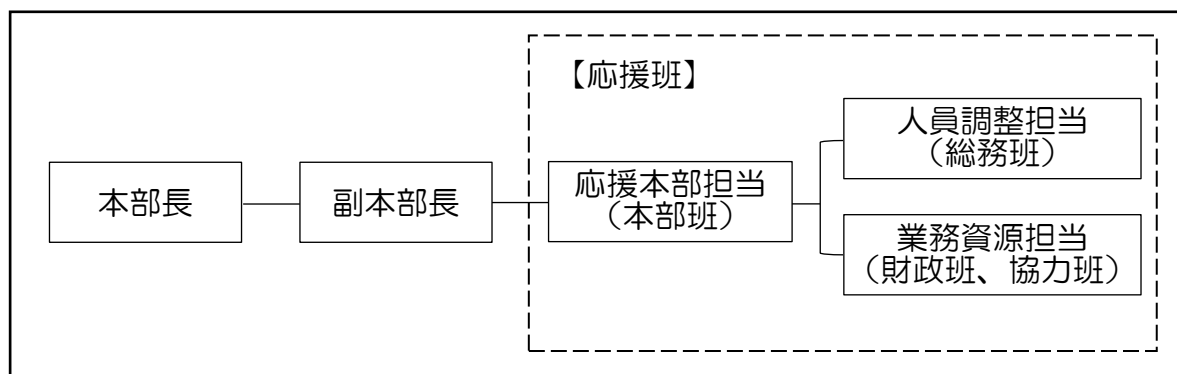 【応援班】
本部長
副本部長
応援本部担当
(本部班)
人員調整担当
(総務班)
業務資源担当
(財政班、協力班)